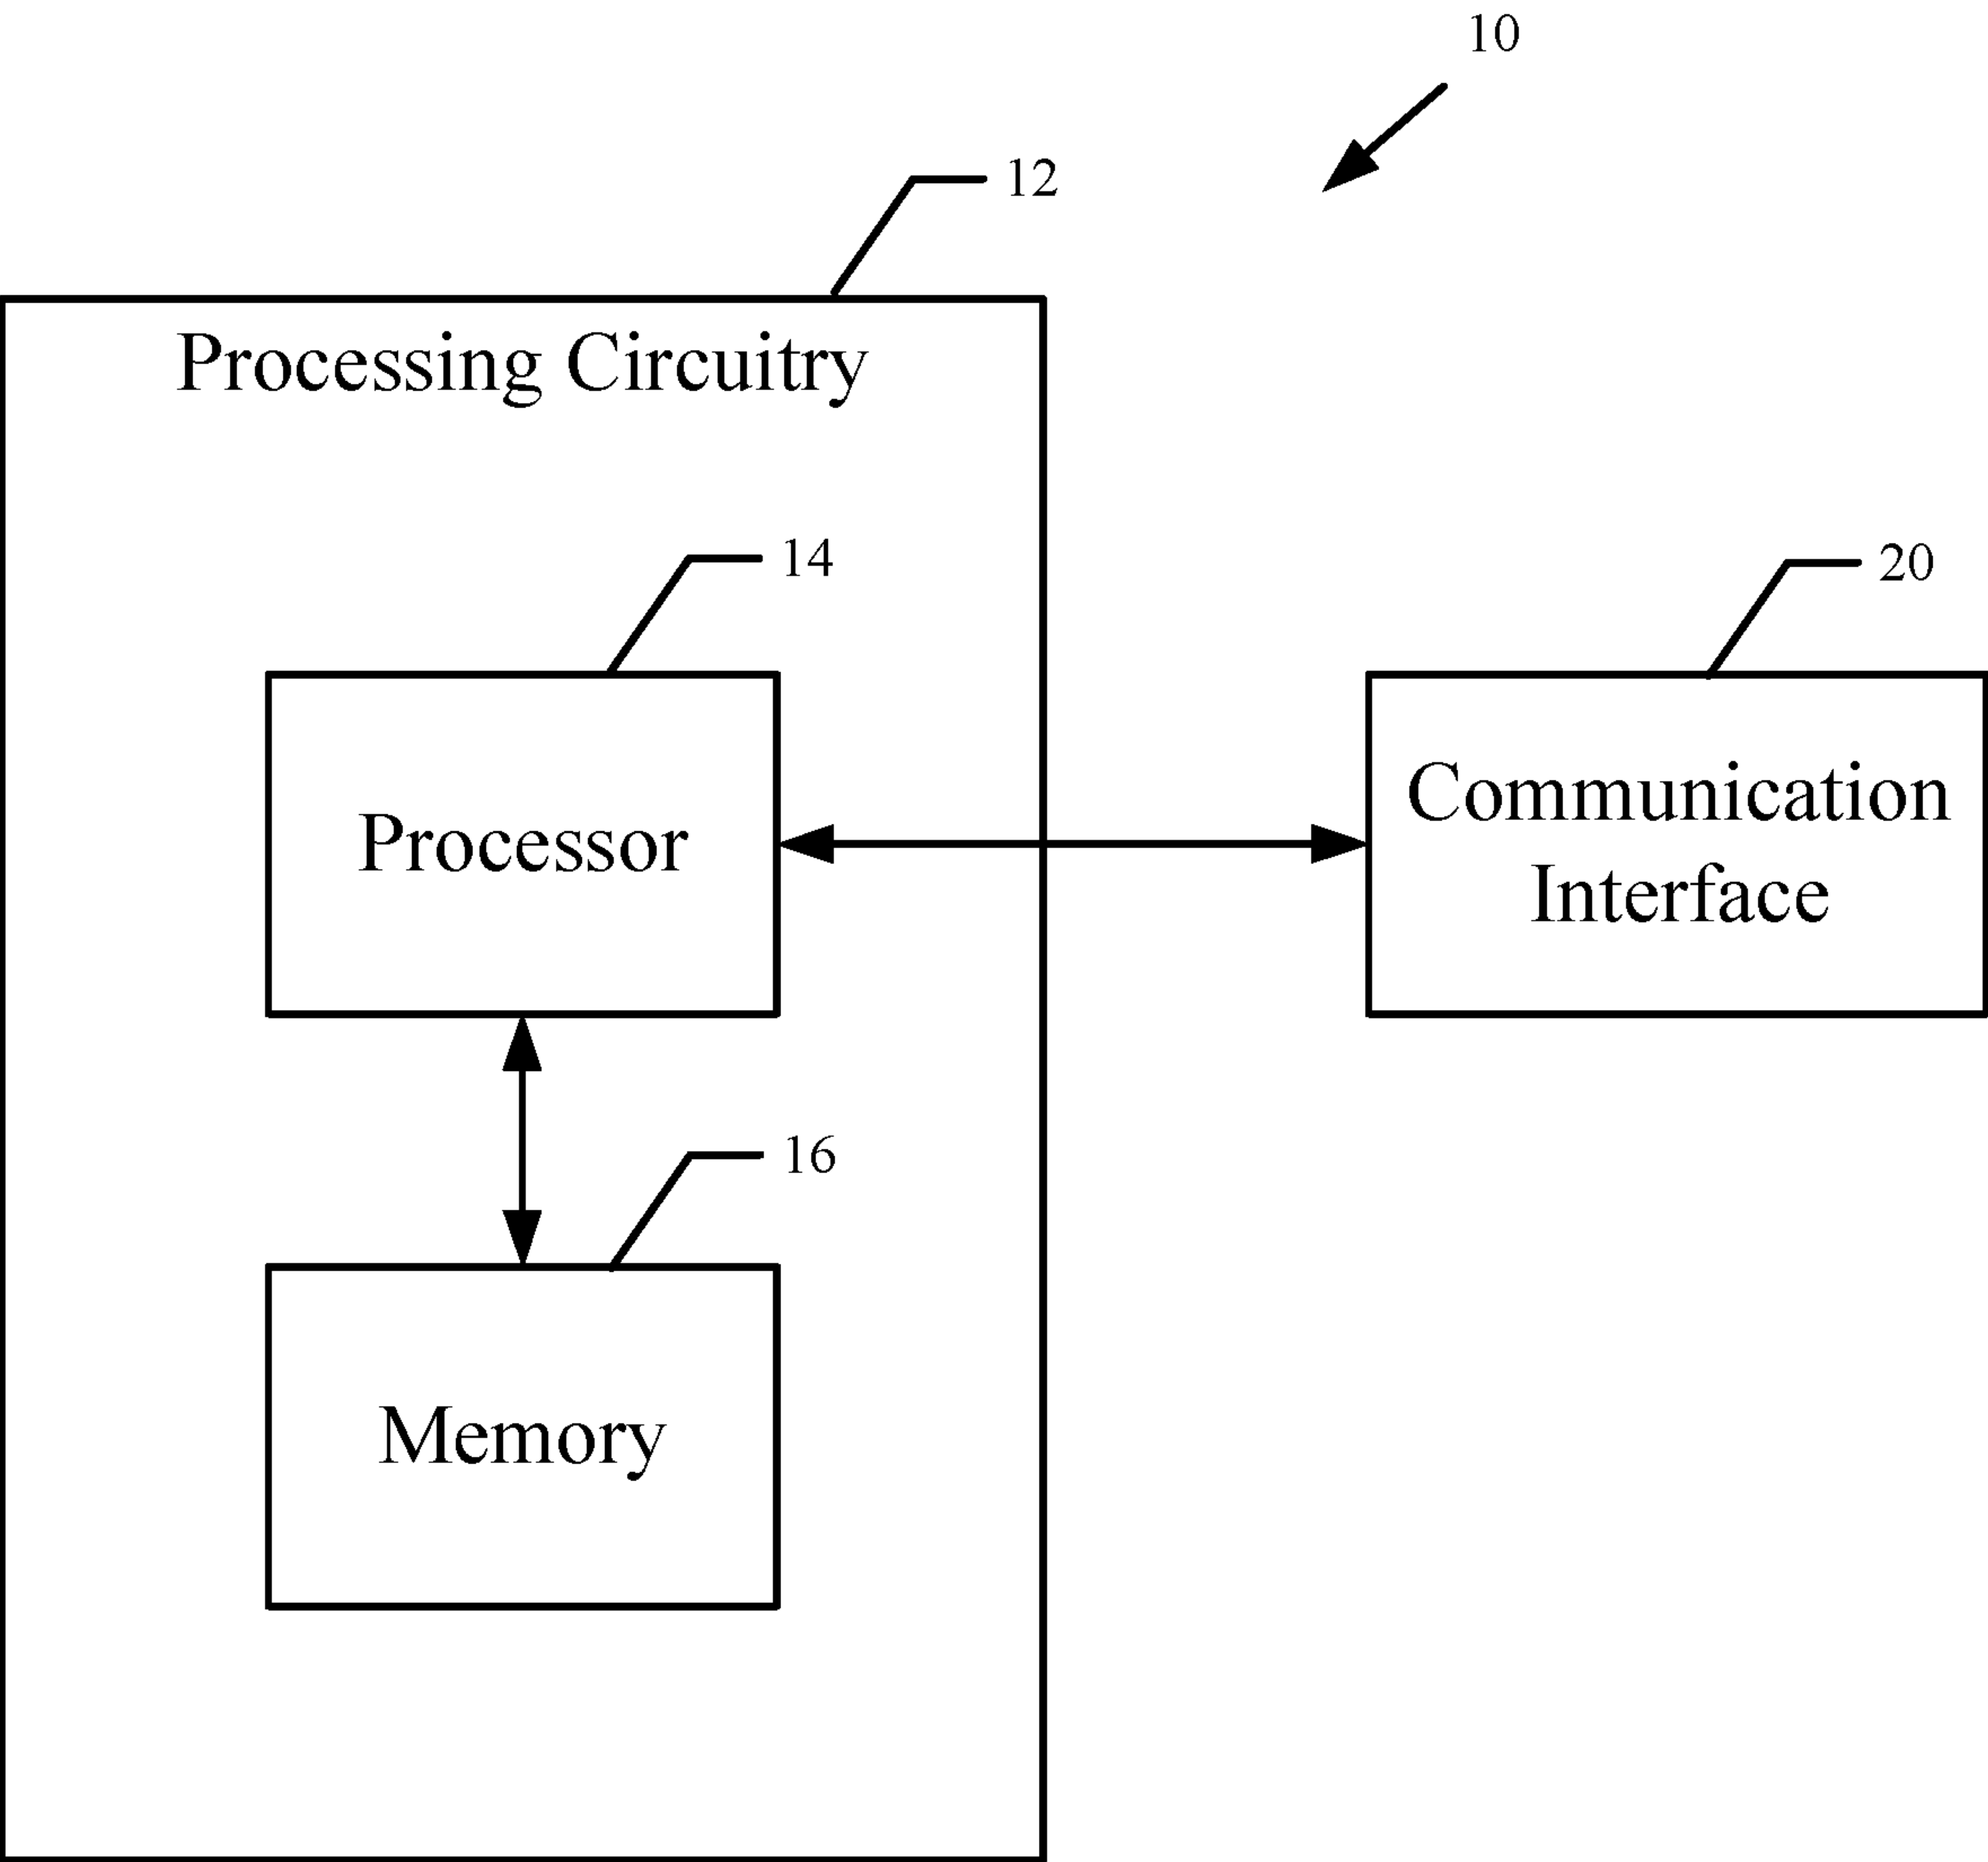 10
12
Processing Circuitry
14
20
Processor
Communication
Interface
16
Memory